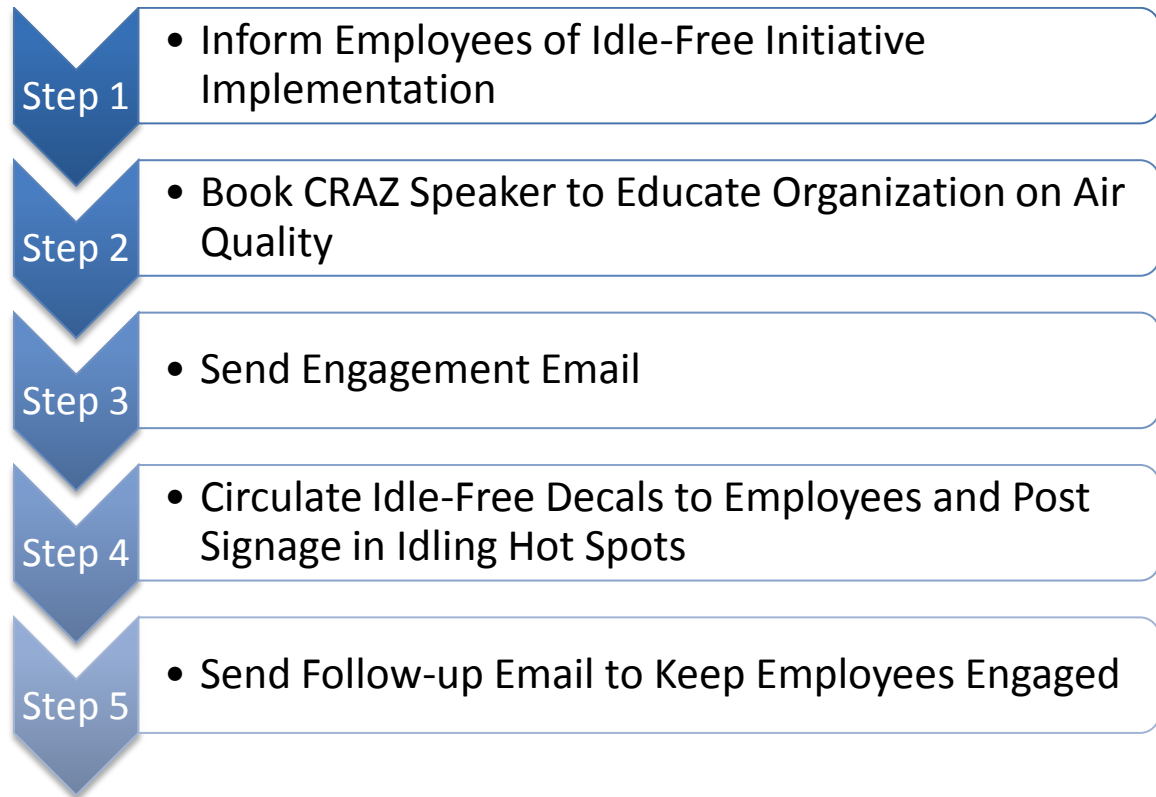 Step 1
• Inform Employees of Idle-Free Initiative
Implementation
Step 2
• Book CRAZ Speaker to Educate Organization on Air
Quality
Step 3
• Send Engagement Email
Step 4
• Circulate Idle-Free Decals to Employees and Post
Signage in Idling Hot Spots
Step 5
• Send Follow-up Email to Keep Employees Engaged